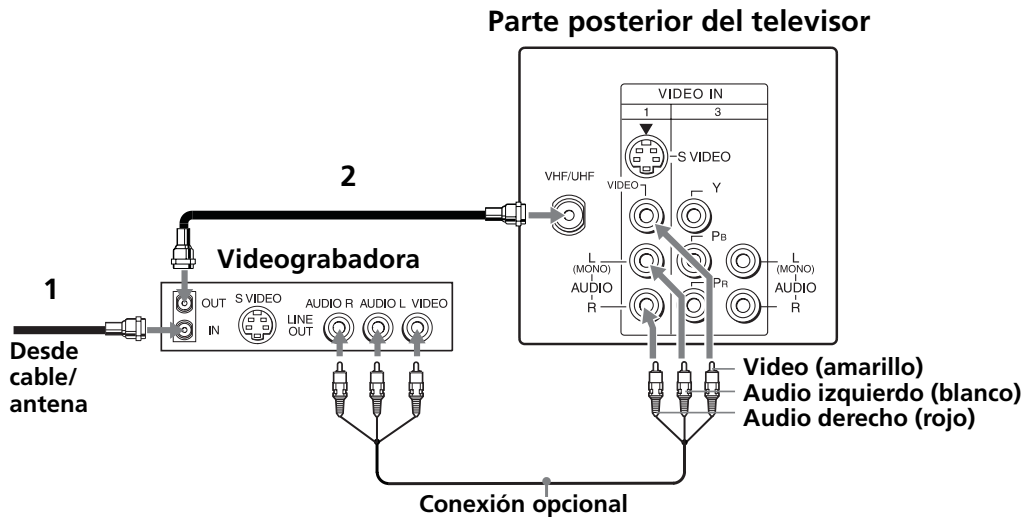 Parte posterior del televisor
VIDEO IN
1
3
S VIDEO
VHF/UHF
VIDEO
Y
PB
L
(MONO)
AUDIO
R
PR
L
(MONO)
AUDIO
R
2
Videograbadora
1
OUT
IN
S VIDEO
LINE
OUT
AUDIO R
AUDIO L
VIDEO
Desde
cable/
antena
Video (amarillo)
Audio izquierdo (blanco)
Audio derecho (rojo)
Conexión opcional